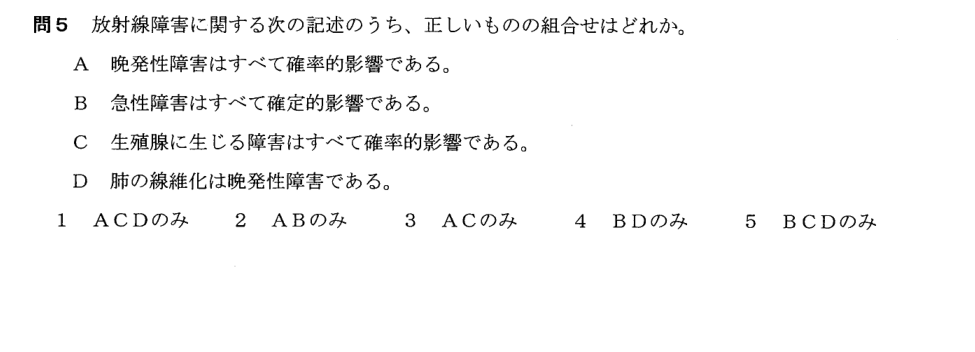 問5　放射線障害に関する次の記述のうち、正しいものの組合せはどれか。
A　晩発性障害はすべて確率的影響である。
B　急性障害はすべて確定的影響である。
C　生殖腺に生じる障害はすべて確率的影響である。
D　肺の線維化は晩発性障害である。
1　ACDのみ　2　ABのみ　3　ACのみ　4　BDのみ　5　BCDのみ